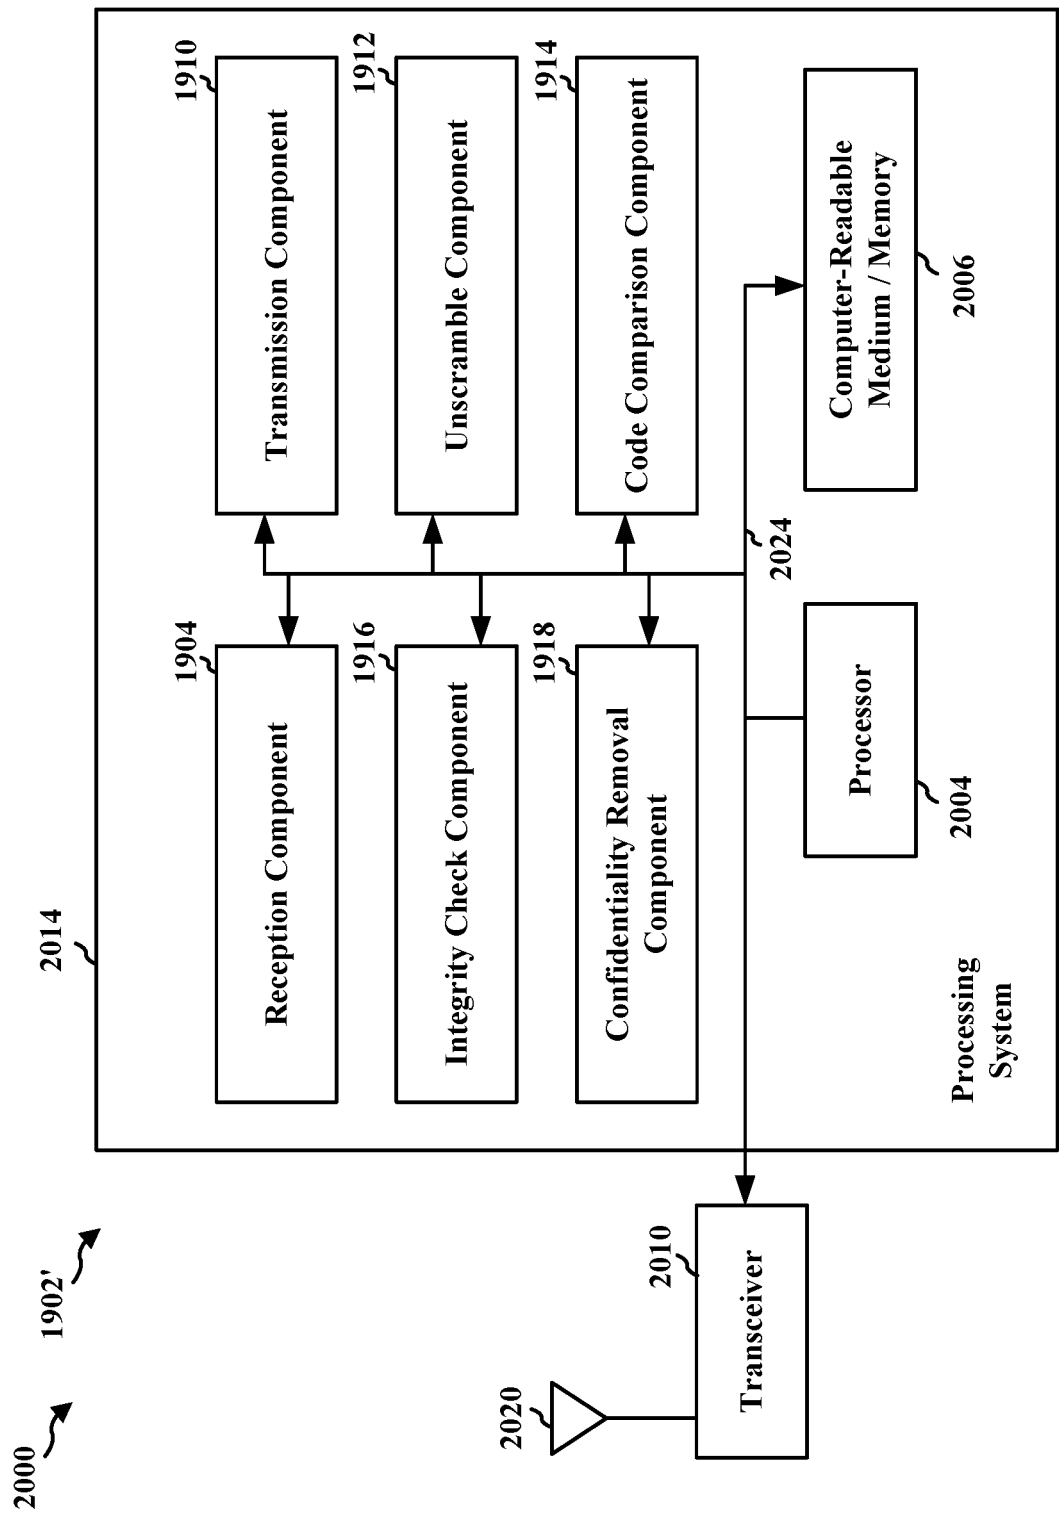 2000
1902'
2014
1904
Reception Component
1910
Transmission Component
1916
Integrity Check Component
1912
Unscramble Component
1918
Confidentiality Removal
Component
1914
Code Comparison Component
2020
2010
Transceiver
2024
Processor
2004
Computer-Readable
Medium / Memory
2006
Processing
System